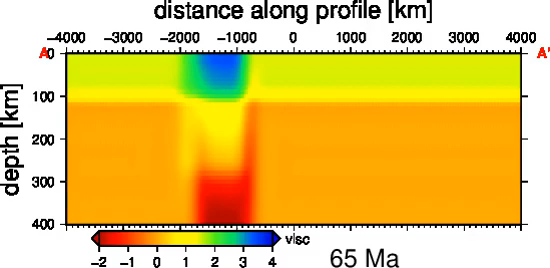 distance along profile [km]
−4000 −3000 −2000 −1000 0 1000 2000 3000 4000
A 0 A'
100
200
300
400
depth [km]
visc
−2 −1 0 1 2 3 4
65 Ma